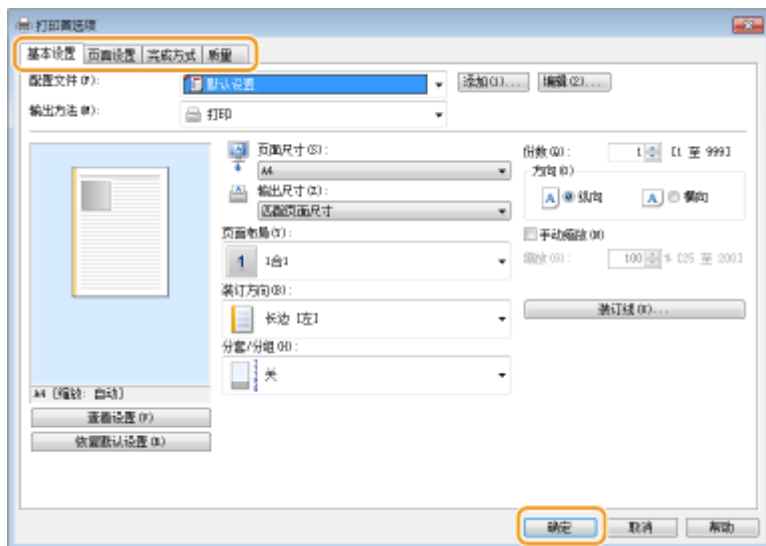 打印首选项
基本设置 页面设置 完成方式 质量
配置文件(F): 默认设置 添加(1)... 编辑(2)...
输出方法(M): 打印
页面尺寸(S):
A4
输出尺寸(Z):
匹配页面尺寸
页面布局(Y):
1合1
装订方向(B):
长边 [左]
分套/分组(H):
关
份数(Q): 1 [1 至 999]
方向(O)
A 纵向 A 横向
手动缩放(N)
缩放(G): 100 % [25 至 200]
装订线(U)...
A4 [缩放: 自动]
查看设置(V)
恢复默认设置(R)
确定 取消 帮助